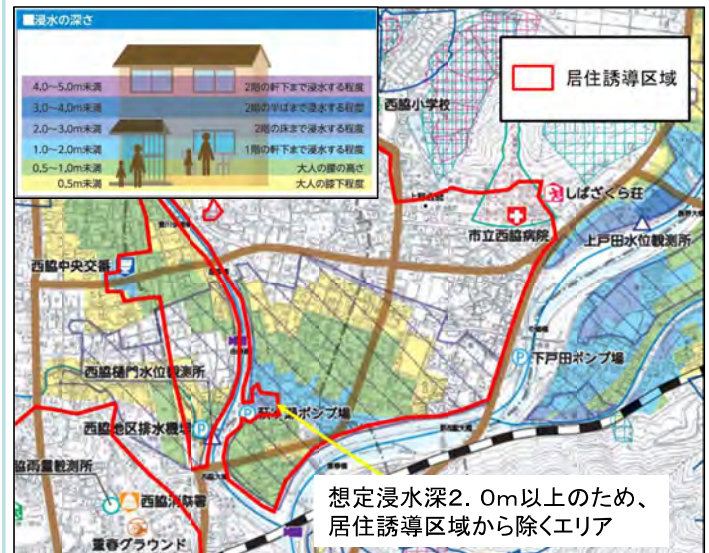 ■浸水の深さ
4.0～5.0m未満 2階の軒下まで浸水する程度
3.0～4.0m未満 2階の半ばまで浸水する程度
2.0～3.0m未満 2階の床まで浸水する程度
1.0～2.0m未満 1階の軒下まで浸水する程度
0.5～1.0m未満 大人の腰の高さ
0.5m未満 大人の膝下程度
居住誘導区域
西脇小学校
しばざくら荘
市立西脇病院
上戸田水位観測所
西脇中央交番
下戸田ポンプ場
西脇樋門水位観測所
ポンプ場
西脇地区排水機場
脇雨量観測所
西脇消防署
重春グラウンド
想定浸水深2．0m以上のため、
居住誘導区域から除くエリア